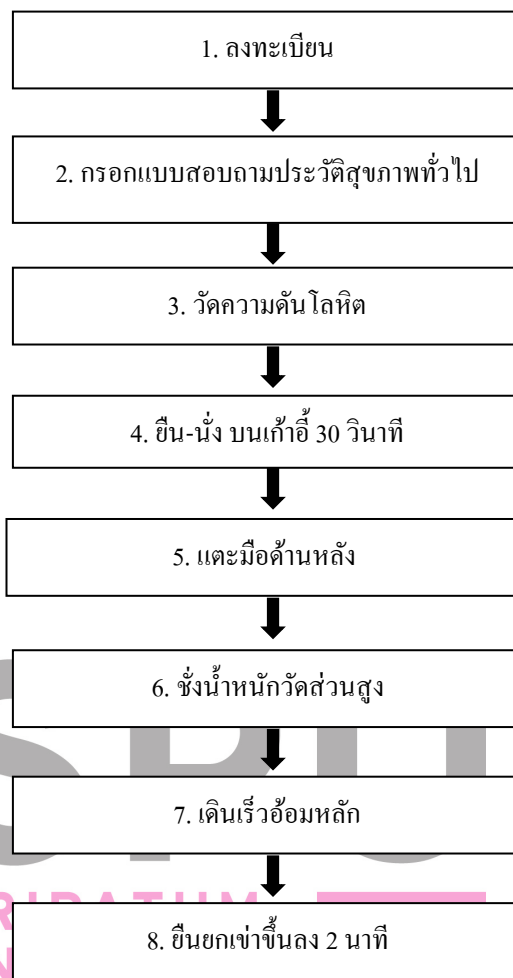 1. ลงทะเบียน
2. กรอกแบบสอบถามประวัติสุขภาพทั่วไป
3. วัดความดันโลหิต
4. ยืน-นั่ง บนเก้าอี้ 30 วินาที
5. แตะมือด้านหลัง
6. ชั่งน้ำหนักวัดส่วนสูง
7. เดินเร็วอ้อมหลัก
8. ยืนยกเข่าขึ้นลง 2 นาที